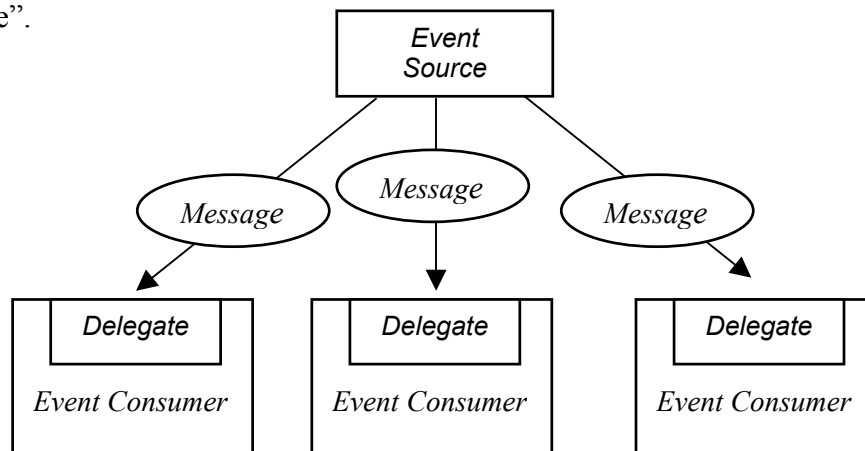 e”.
Event
Source
Message
Message
Message
Delegate
Delegate
Delegate
Event Consumer
Event Consumer
Event Consumer